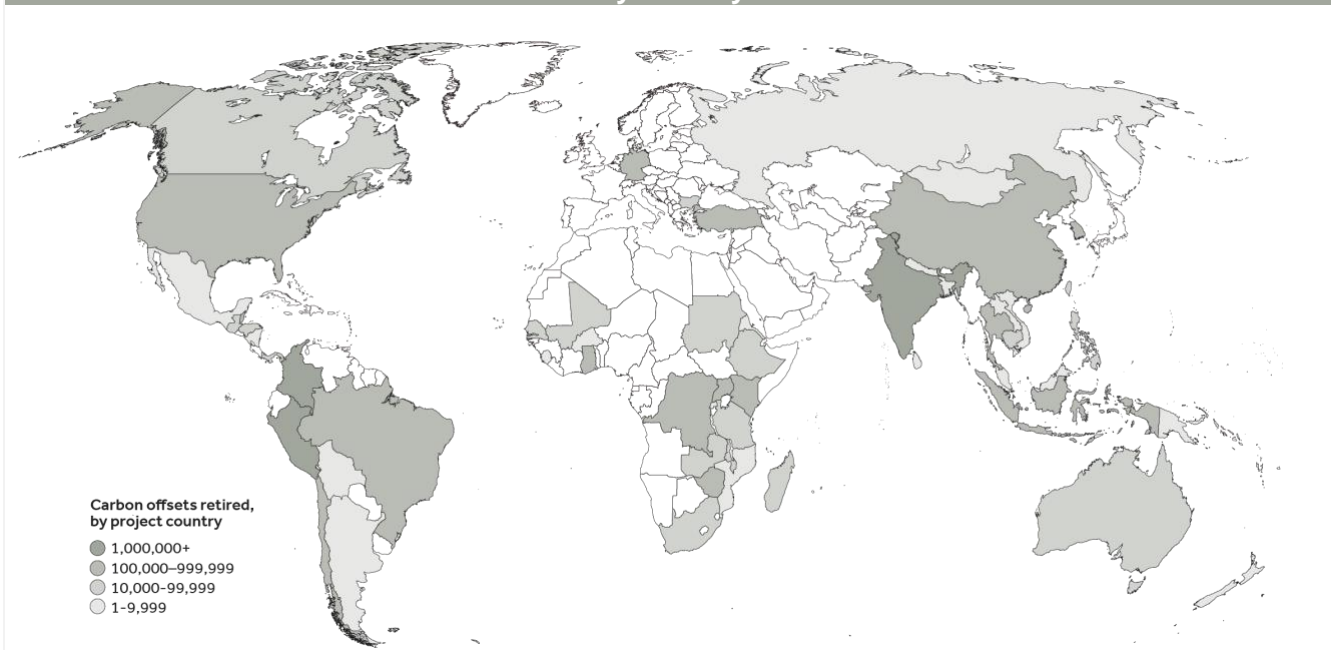 Carbon offsets retired,
by project country
1,000,000+
100,000–999,999
10,000-99,999
1-9,999